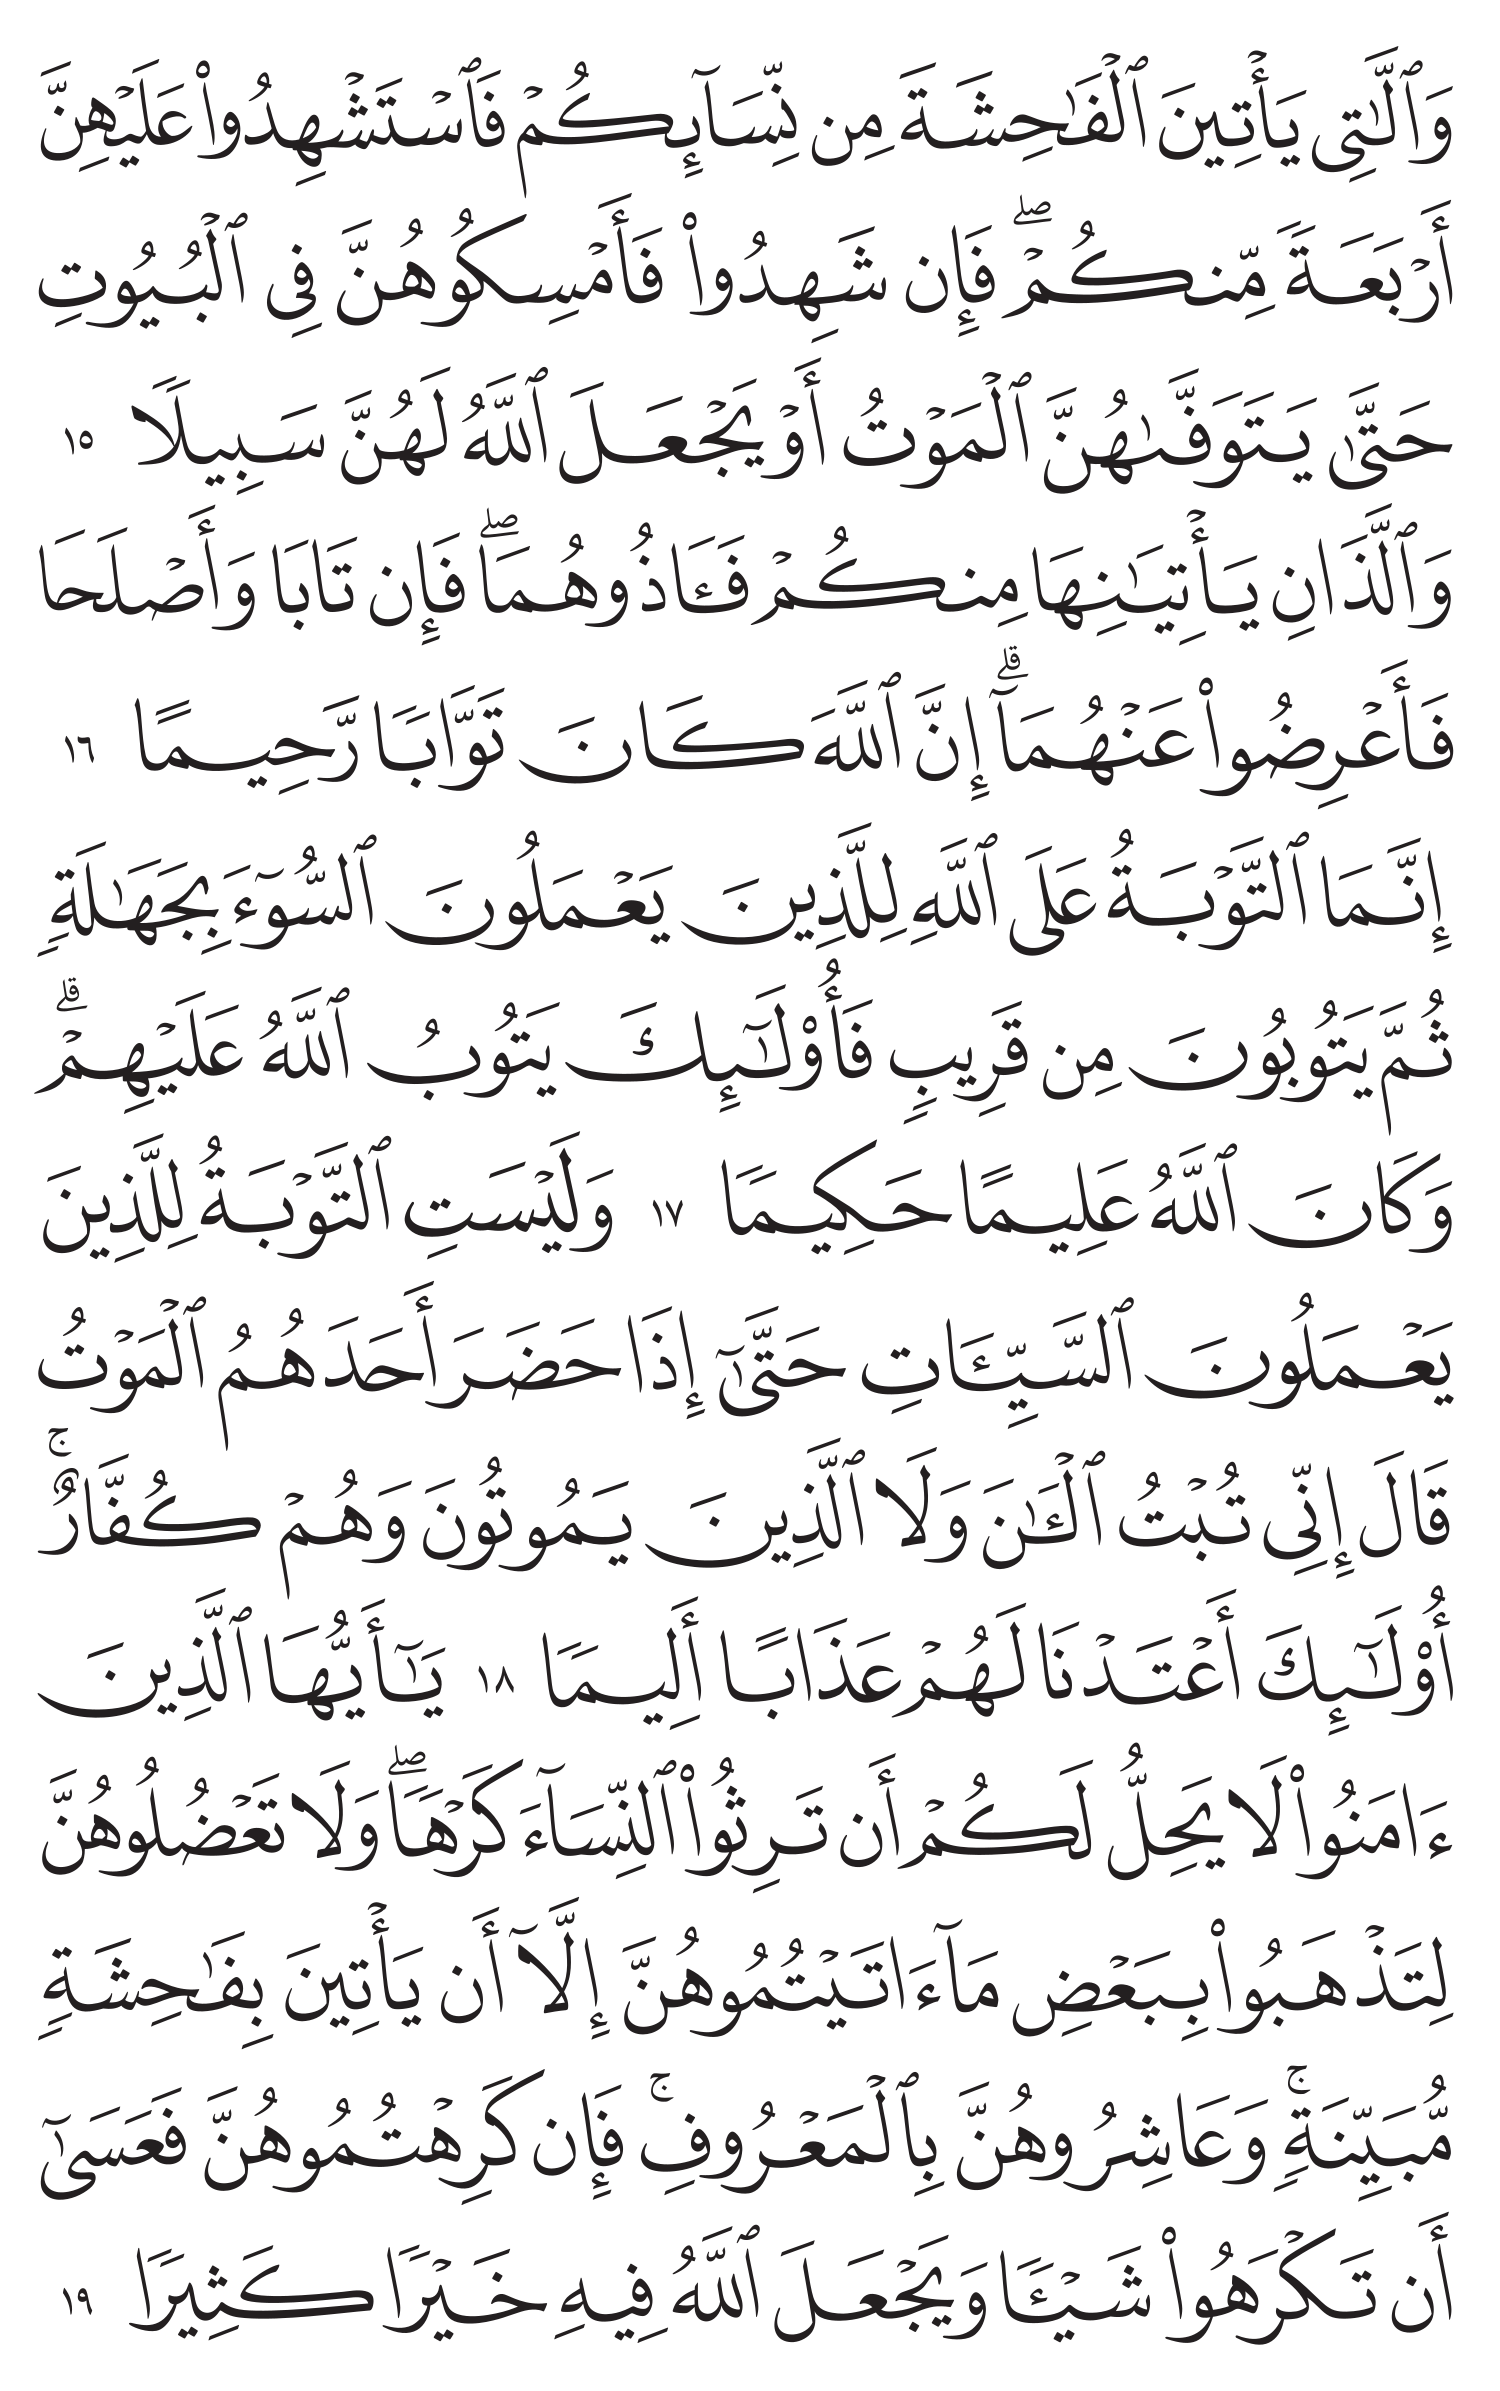 وَٱلَّٰتِى يَأْتِينَ ٱلْفَٰحِشَةَ مِن نِّسَآئِكُمْ فَٱسْتَشْهِدُوا۟ عَلَيْهِنَّ
أَرْبَعَةً مِّنكُمْ ۖ فَإِن شَهِدُوا۟ فَأَمْسِكُوهُنَّ فِى ٱلْبُيُوتِ
حَتَّىٰ يَتَوَفَّىٰهُنَّ ٱلْمَوْتُ أَوْ يَجْعَلَ ٱللَّهُ لَهُنَّ سَبِيلًا ١٥
وَٱلَّذَانِ يَأْتِيَٰنِهَا مِنكُمْ فَـَٔاذُوهُمَا ۖ فَإِن تَابَا وَأَصْلَحَا
فَأَعْرِضُوا۟ عَنْهُمَآ ۗ إِنَّ ٱللَّهَ كَانَ تَوَّابًا رَّحِيمًا ١٦
إِنَّمَا ٱلتَّوْبَةُ عَلَى ٱللَّهِ لِلَّذِينَ يَعْمَلُونَ ٱلسُّوٓءَ بِجَهَٰلَةٍ
ثُمَّ يَتُوبُونَ مِن قَرِيبٍ فَأُو۟لَٰٓئِكَ يَتُوبُ ٱللَّهُ عَلَيْهِمْ ۗ
وَكَانَ ٱللَّهُ عَلِيمًا حَكِيمًا ١٧ وَلَيْسَتِ ٱلتَّوْبَةُ لِلَّذِينَ
يَعْمَلُونَ ٱلسَّيِّـَٔاتِ حَتَّىٰٓ إِذَا حَضَرَ أَحَدَهُمُ ٱلْمَوْتُ
قَالَ إِنِّى تُبْتُ ٱلْـَٰٔنَ وَلَا ٱلَّذِينَ يَمُوتُونَ وَهُمْ كُفَّارٌ ۚ
أُو۟لَٰٓئِكَ أَعْتَدْنَا لَهُمْ عَذَابًا أَلِيمًا ١٨ يَٰٓأَيُّهَا ٱلَّذِينَ
ءَامَنُوا۟ لَا يَحِلُّ لَكُمْ أَن تَرِثُوا۟ ٱلنِّسَآءَ كَرْهًا ۖ وَلَا تَعْضُلُوهُنَّ
لِتَذْهَبُوا۟ بِبَعْضِ مَآ ءَاتَيْتُمُوهُنَّ إِلَّآ أَن يَأْتِينَ بِفَٰحِشَةٍ
مُّبَيِّنَةٍ ۚ وَعَاشِرُوهُنَّ بِٱلْمَعْرُوفِ ۚ فَإِن كَرِهْتُمُوهُنَّ فَعَسَىٰٓ
أَن تَكْرَهُوا۟ شَيْـًٔا وَيَجْعَلَ ٱللَّهُ فِيهِ خَيْرًا كَثِيرًا ١٩